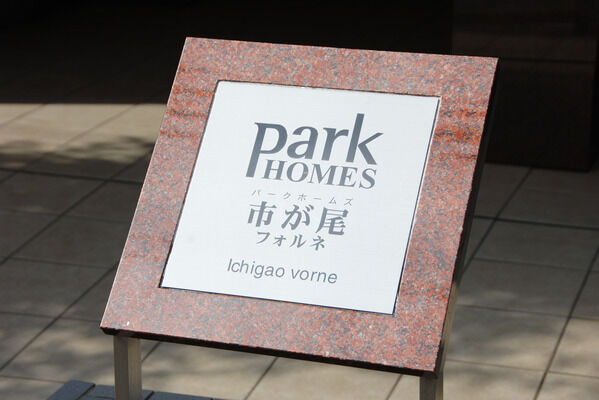 park
HOMES
パークホームズ
市が尾
フォルネ
Ichigao vorne